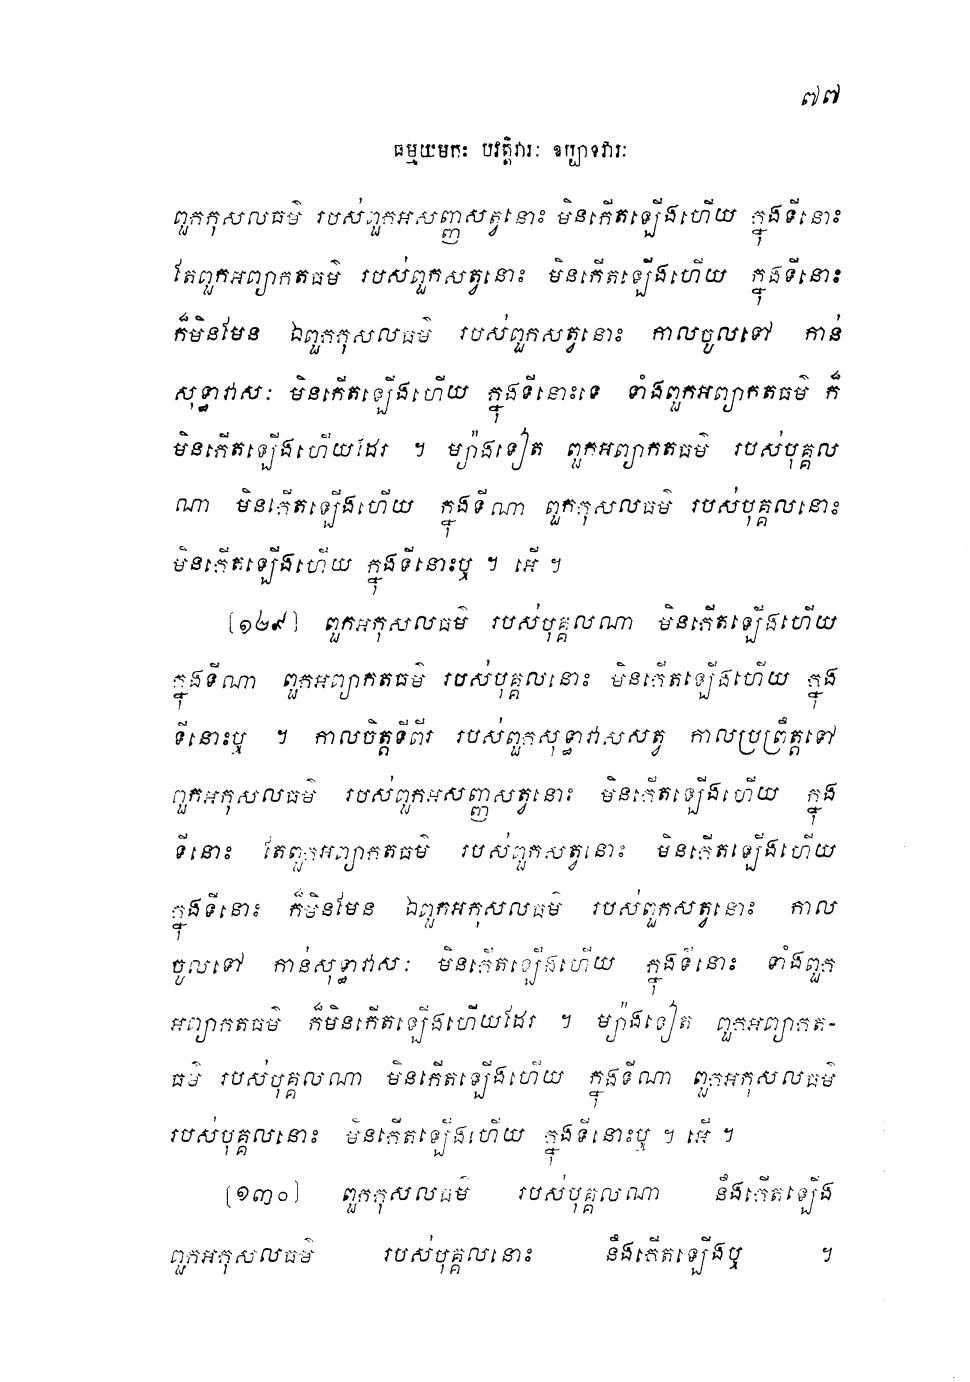 ៧៧
ធម្មយមកៈ បវត្តិវារៈ ឧប្បាទវារៈ
ពួកកុសលធម៌ របស់ពួកអសញ្ញសត្វនោះ មិនកើតឡើងហើយ ក្នុងទីនោះ
តែពួកអព្យាកតធម៌ របស់ពួកសត្វនោះ មិនកើតឡើងហើយ ក្នុងទីនោះ
ក៏មិនមែន ឯពួកកុសលធម៌ របស់ពួកសត្វនោះ កាលចូលទៅ កាន់
សុទ្ធាវាសៈ មិនកើតឡើងហើយ ក្នុងទីនោះទេ ទាំងពួកអព្យាកតធម៌ ក៏
មិនកើតឡើងហើយដែរ ។ ម្យ៉ាងទៀត ពួកអព្យាកតធម៌ របស់បុគ្គល
ណា មិនកើតឡើងហើយ ក្នុងទីណា ពួកកុសលធម៌ របស់បុគ្គលនោះ
មិនកើតឡើងហើយ ក្នុងទីនោះឬ ។ អើ ។
[១២៩] ពួកអកុសលធម៌ របស់បុគ្គលណា មិនកើតឡើងហើយ
ក្នុងទីណា ពួកអព្យាកតធម៌ របស់បុគ្គលនោះ មិនកើតឡើងហើយ ក្នុង
ទីនោះឬ ។ កាលចិត្តទីពីរ របស់ពួកសុទ្ធាវាសសត្វ កាលប្រព្រឹត្តទៅ
ពួកអកុសលធម៌ របស់ពួកអសញ្ញសត្វនោះ មិនកើតឡើងហើយ ក្នុង
ទីនោះ តែពួកអព្យាកតធម៌ របស់ពួកសត្វនោះ មិនកើតឡើងហើយ
ក្នុងទីនោះ ក៏មិនមែន ឯពួកអកុសលធម៌ របស់ពួកសត្វនោះ កាល
ចូលទៅ កាន់សុទ្ធាវាសៈ មិនកើតឡើងហើយ ក្នុងទីនោះ ទាំងពួក
អព្យាកតធម៌ ក៏មិនកើតឡើងហើយដែរ ។ ម្យ៉ាងទៀត ពួកអព្យាកត-
ធម៌ របស់បុគ្គលណា មិនកើតឡើងហើយ ក្នុងទីណា ពួកអកុសលធម៌
របស់បុគ្គលនោះ មិនកើតឡើងហើយ ក្នុងទីនោះឬ ។ អើ ។
[១៣០] ពួកកុសលធម៌ របស់បុគ្គលណា នឹងកើតឡើង
ពួកអកុសលធម៌ របស់បុគ្គលនោះ នឹងកើតឡើងឬ ។